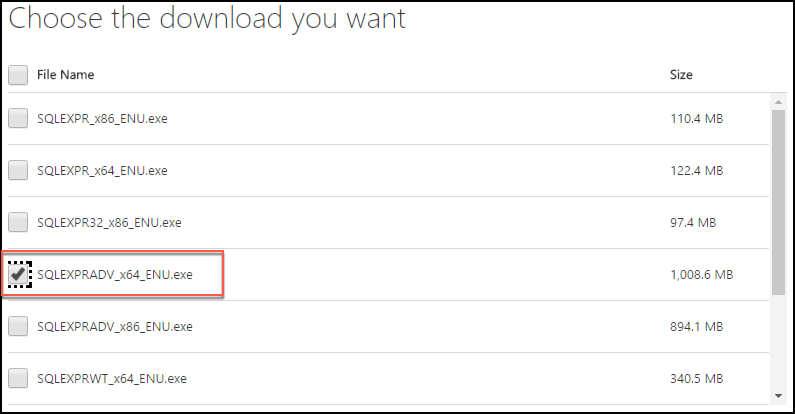 Choose the download you want
File Name Size
SQLEXPR_x86_ENU.exe 110.4 MB
SQLEXPR_x64_ENU.exe 122.4 MB
SQLEXPR32_x86_ENU.exe 97.4 MB
SQLEXPRADV_x64_ENU.exe 1,008.6 MB
SQLEXPRADV_x86_ENU.exe 894.1 MB
SQLEXPRWT_x64_ENU.exe 340.5 MB